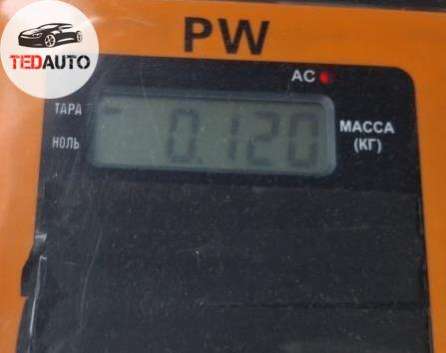 TEDAUTO
PW
AC
ТАРА
НОЛЬ
0.120
МАССА
(КГ)